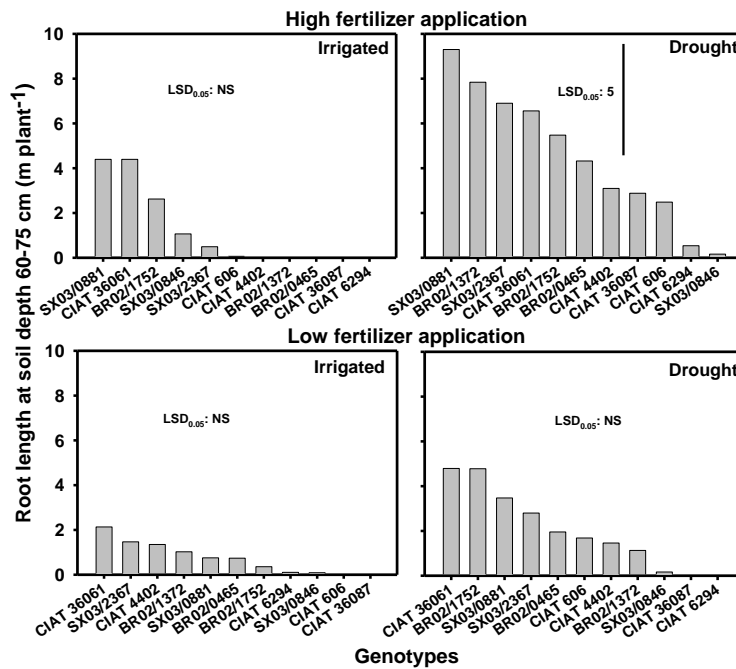 High fertilizer application
Root length at soil depth 60-75 cm (m plant⁻¹)
10
8
6
4
2
0
Irrigated
LSD₀.₀₅: NS
SX03/0881
CIAT 36061
BR02/1752
SX03/0846
SX03/2367
CIAT 606
CIAT 4402
BR02/1372
BR02/0465
CIAT 36087
CIAT 6294
Drought
LSD₀.₀₅: 5
SX03/0881
BR02/1372
SX03/2367
CIAT 36061
BR02/1752
BR02/0465
CIAT 4402
CIAT 36087
CIAT 606
CIAT 6294
SX03/0846
Low fertilizer application
10
8
6
4
2
0
Irrigated
LSD₀.₀₅: NS
CIAT 36061
SX03/2367
CIAT 4402
BR02/1372
SX03/0881
BR02/0465
BR02/1752
CIAT 6294
SX03/0846
CIAT 606
CIAT 36087
Drought
LSD₀.₀₅: NS
CIAT 36061
BR02/1752
SX03/0881
SX03/2367
BR02/0465
CIAT 606
CIAT 4402
BR02/1372
SX03/0846
CIAT 36087
CIAT 6294
Genotypes